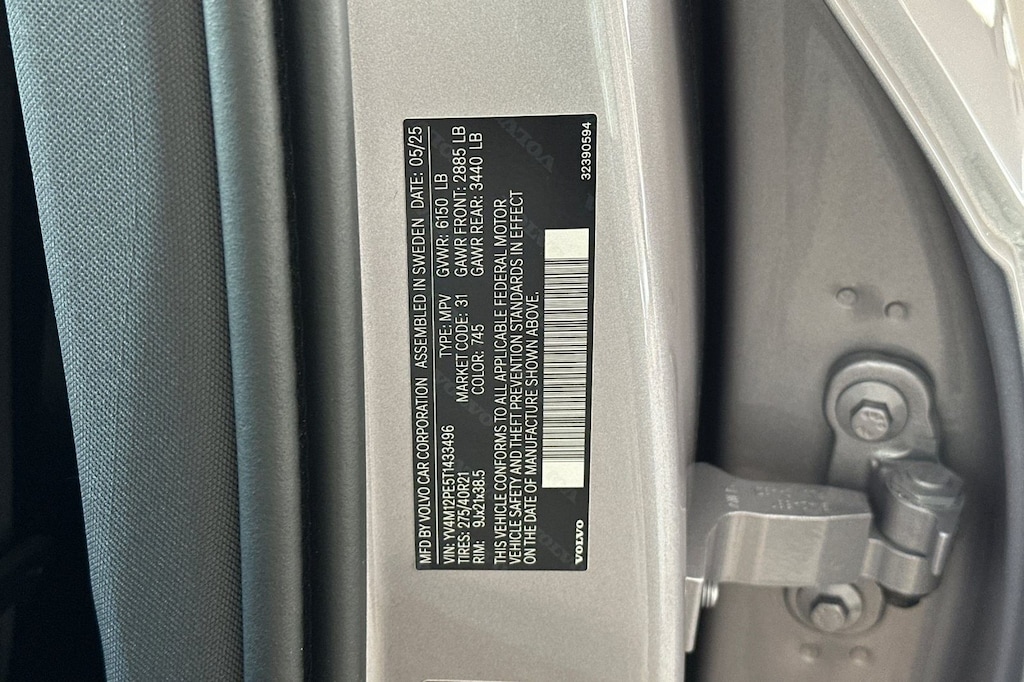 MFD BY VOLVO CAR CORPORATION ASSEMBLED IN SWEDEN DATE: 05/25
VIN: YV4M12PE5T1433496 TYPE: MPV GVWR: 6150 LB
TIRES: 275/40R21 MARKET CODE: 31 GAWR FRONT: 2885 LB
RIM: 9Jx21x38.5 COLOR: 745 GAWR REAR: 3440 LB
THIS VEHICLE CONFORMS TO ALL APPLICABLE FEDERAL MOTOR
VEHICLE SAFETY AND THEFT PREVENTION STANDARDS IN EFFECT
ON THE DATE OF MANUFACTURE SHOWN ABOVE.
VOLVO 32390594